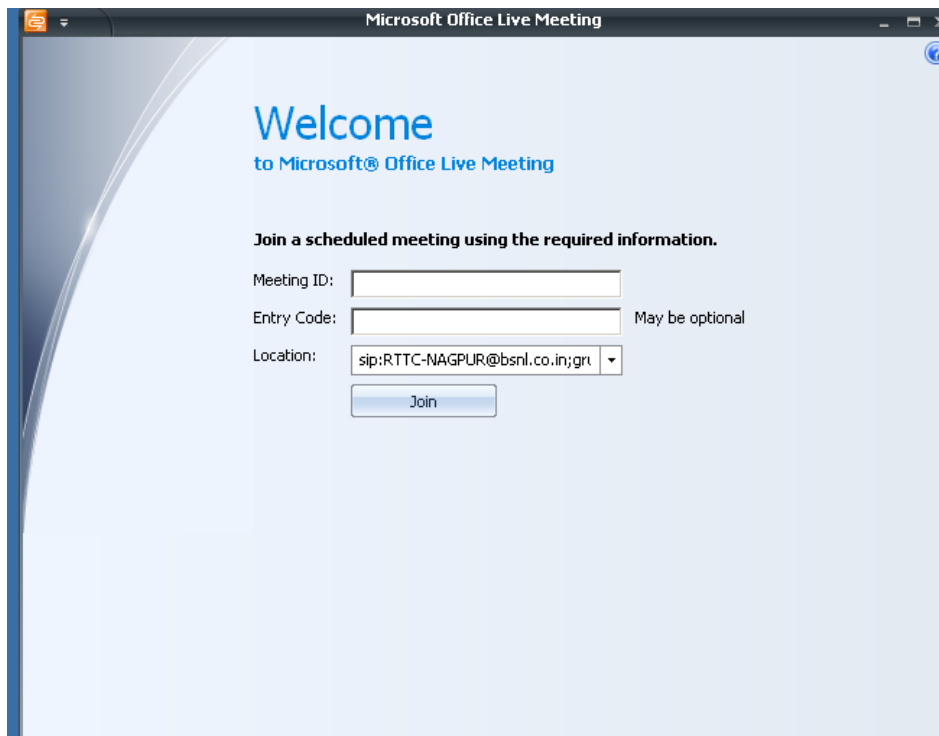 Microsoft Office Live Meeting
Welcome
to Microsoft® Office Live Meeting
Join a scheduled meeting using the required information.
Meeting ID:
Entry Code: May be optional
Location: sip:RTTC-NAGPUR@bsnl.co.in;gru
Join